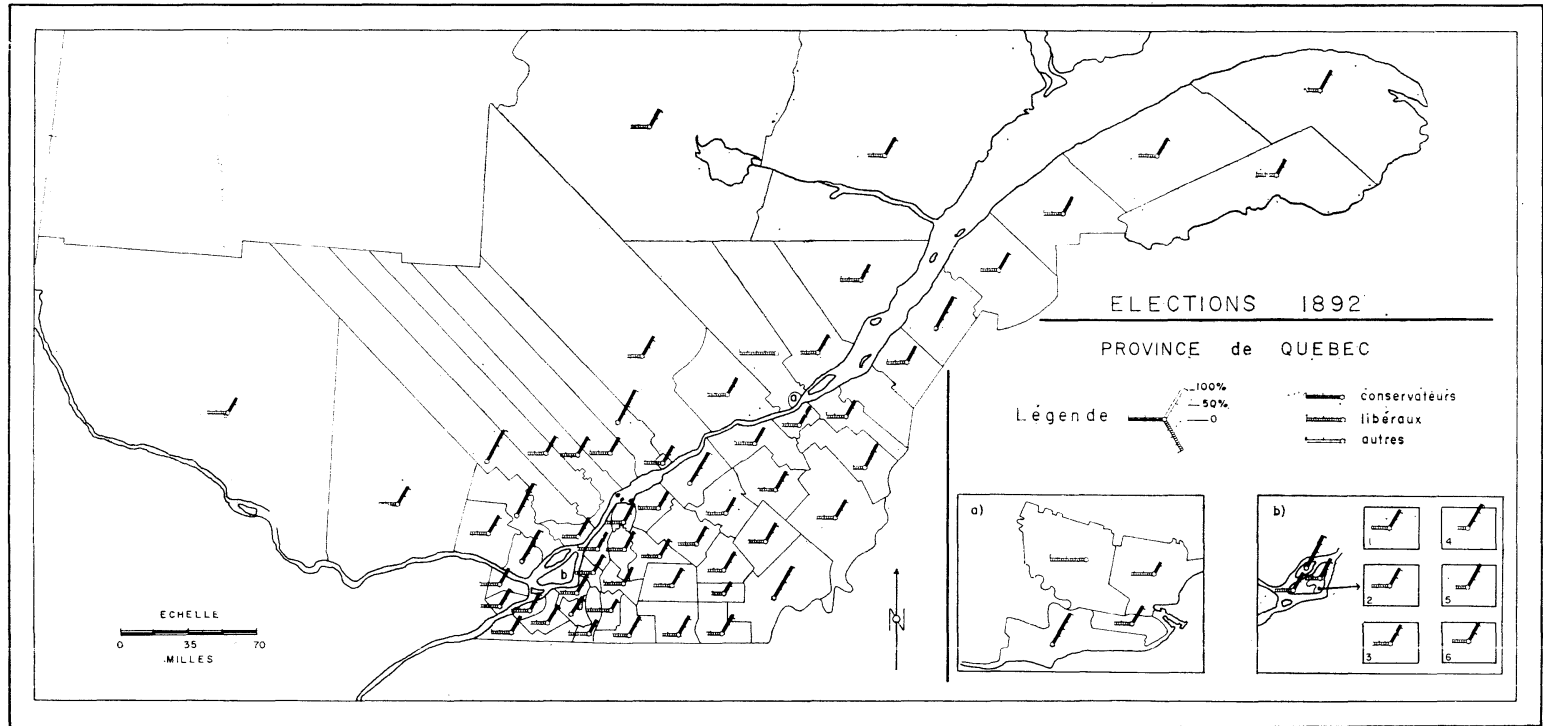 ELECTIONS 1892
PROVINCE de QUEBEC
Légende
100%
50%
0
conservateurs
libéraux
autres
a
b
ECHELLE
0 35 70
MILLES
N
a)
b)
1
4
2
5
3
6